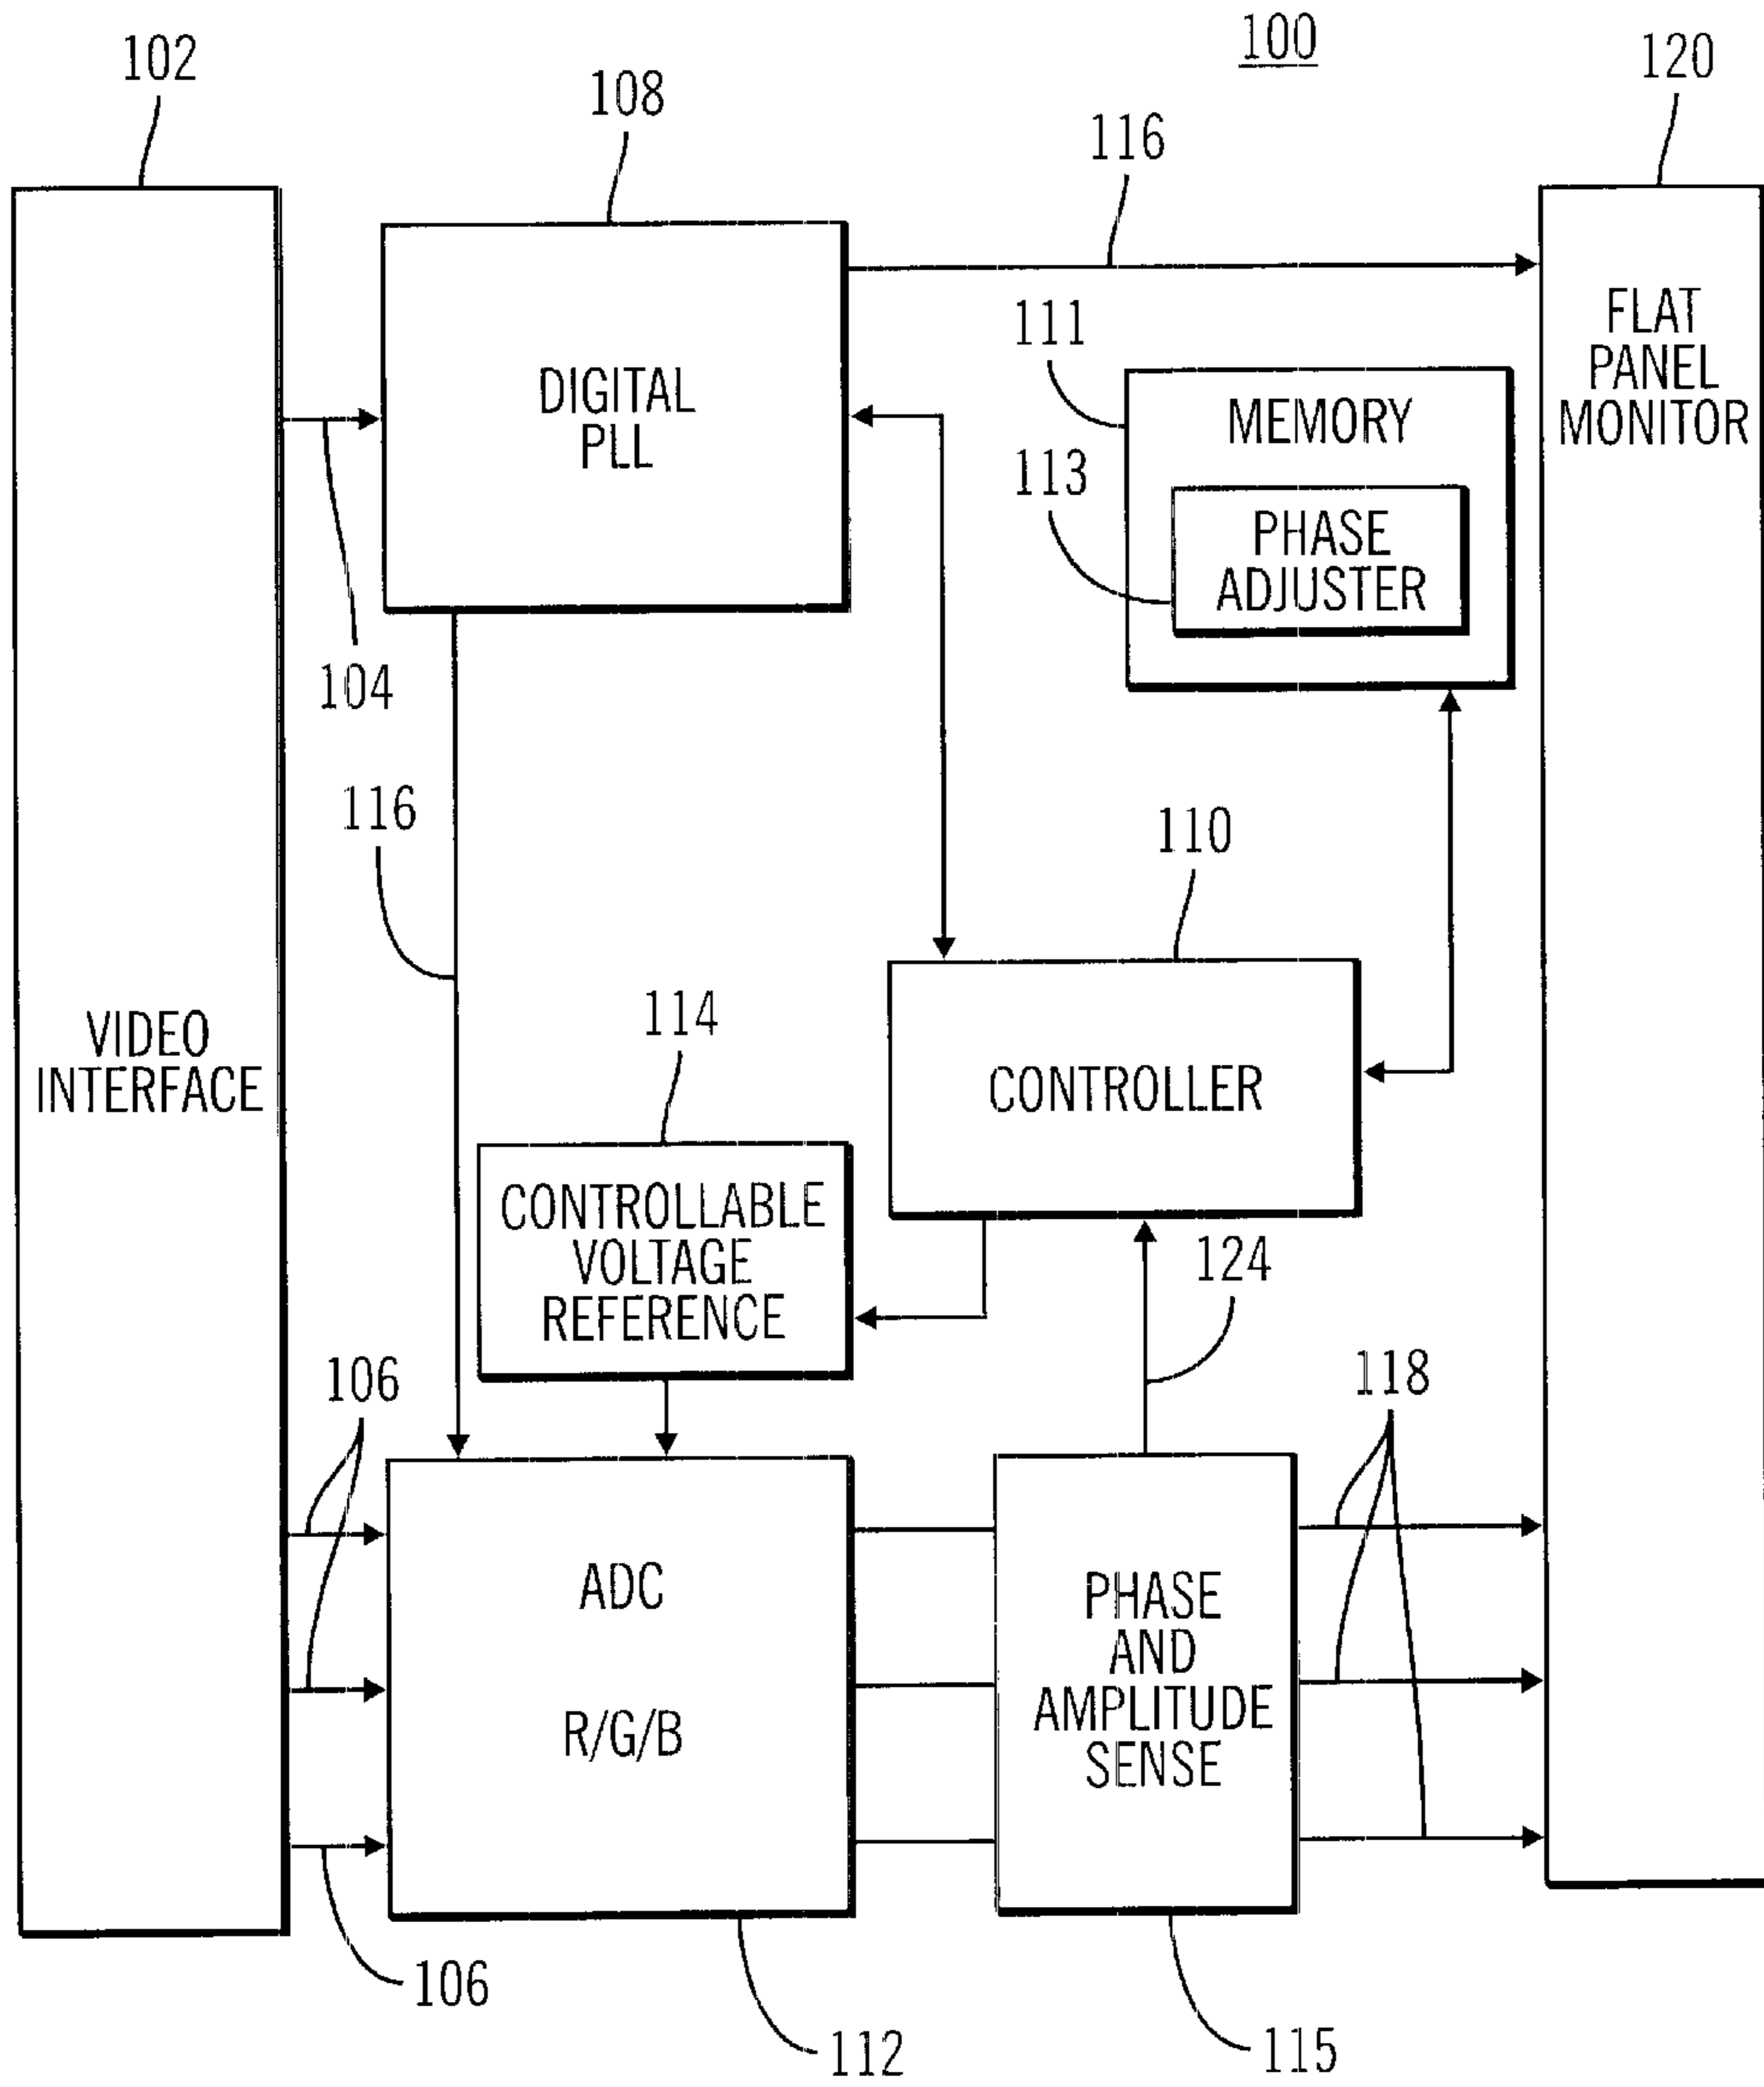 100
102
108
120
116
FLAT
PANEL
MONITOR
111
DIGITAL
PLL
MEMORY
113
PHASE
ADJUSTER
104
116
110
114
VIDEO
INTERFACE
CONTROLLER
CONTROLLABLE
VOLTAGE
REFERENCE
124
106
118
ADC
R/G/B
PHASE
AND
AMPLITUDE
SENSE
106
112
115